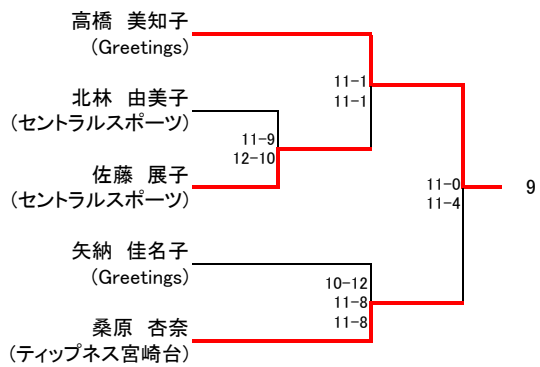 高橋　美知子
(Greetings)
北林　由美子
(セントラルスポーツ)
佐藤　展子
(セントラルスポーツ)
矢納　佳名子
(Greetings)
桑原　杏奈
(ティップネス宮崎台)
11-9
12-10
11-1
11-1
10-12
11-8
11-8
11-0
11-4
9